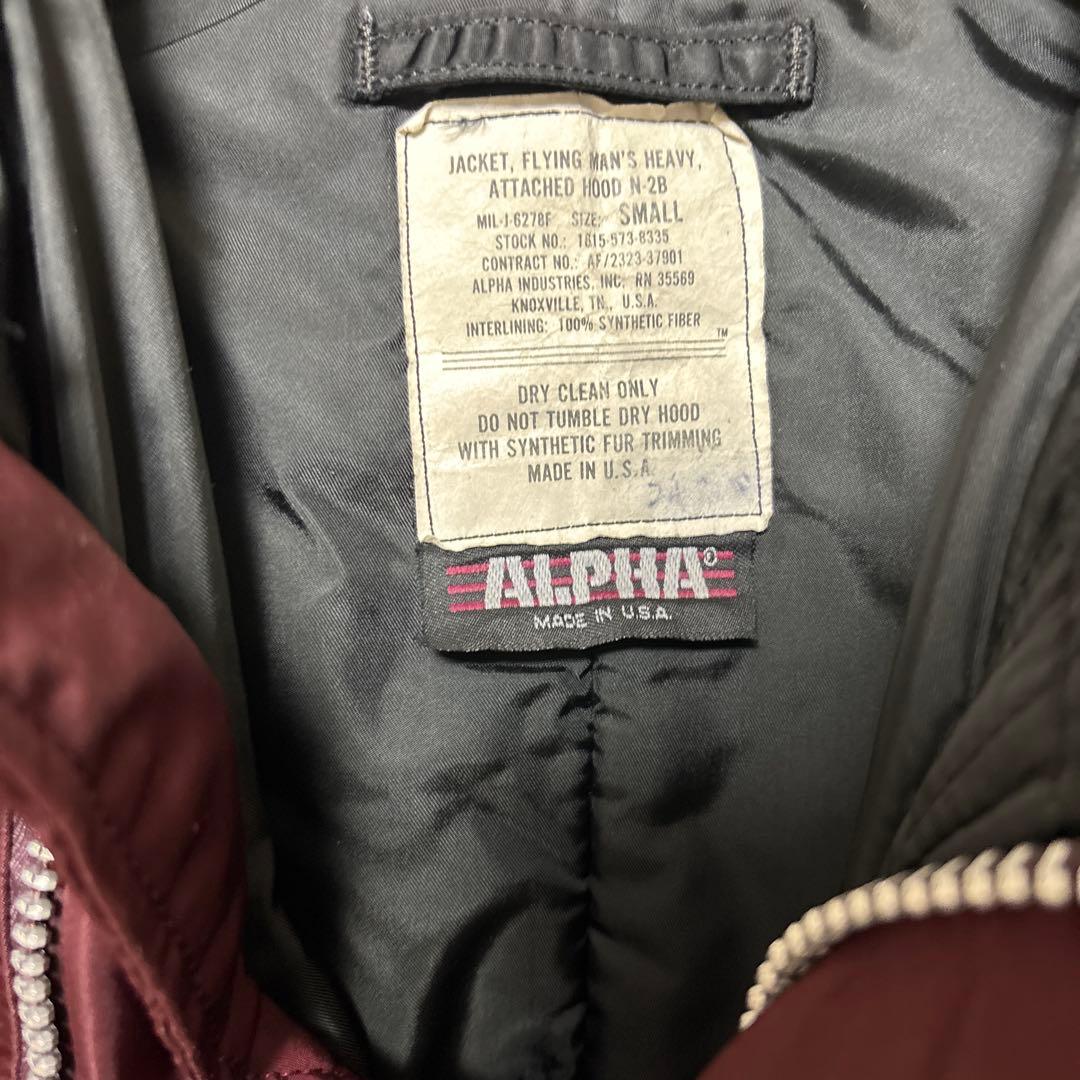 JACKET, FLYING MAN'S HEAVY,
ATTACHED HOOD N-2B
MIL-J-6278F SIZE: SMALL
STOCK NO.: 1815-573-8335
CONTRACT NO.: AF/2323-37901
ALPHA INDUSTRIES, INC. RN 35569
KNOXVILLE, TN., U.S.A.
INTERLINING: 100% SYNTHETIC FIBER
TM
DRY CLEAN ONLY
DO NOT TUMBLE DRY HOOD
WITH SYNTHETIC FUR TRIMMING
MADE IN U.S.A.
ALPHA®
MADE IN U.S.A.